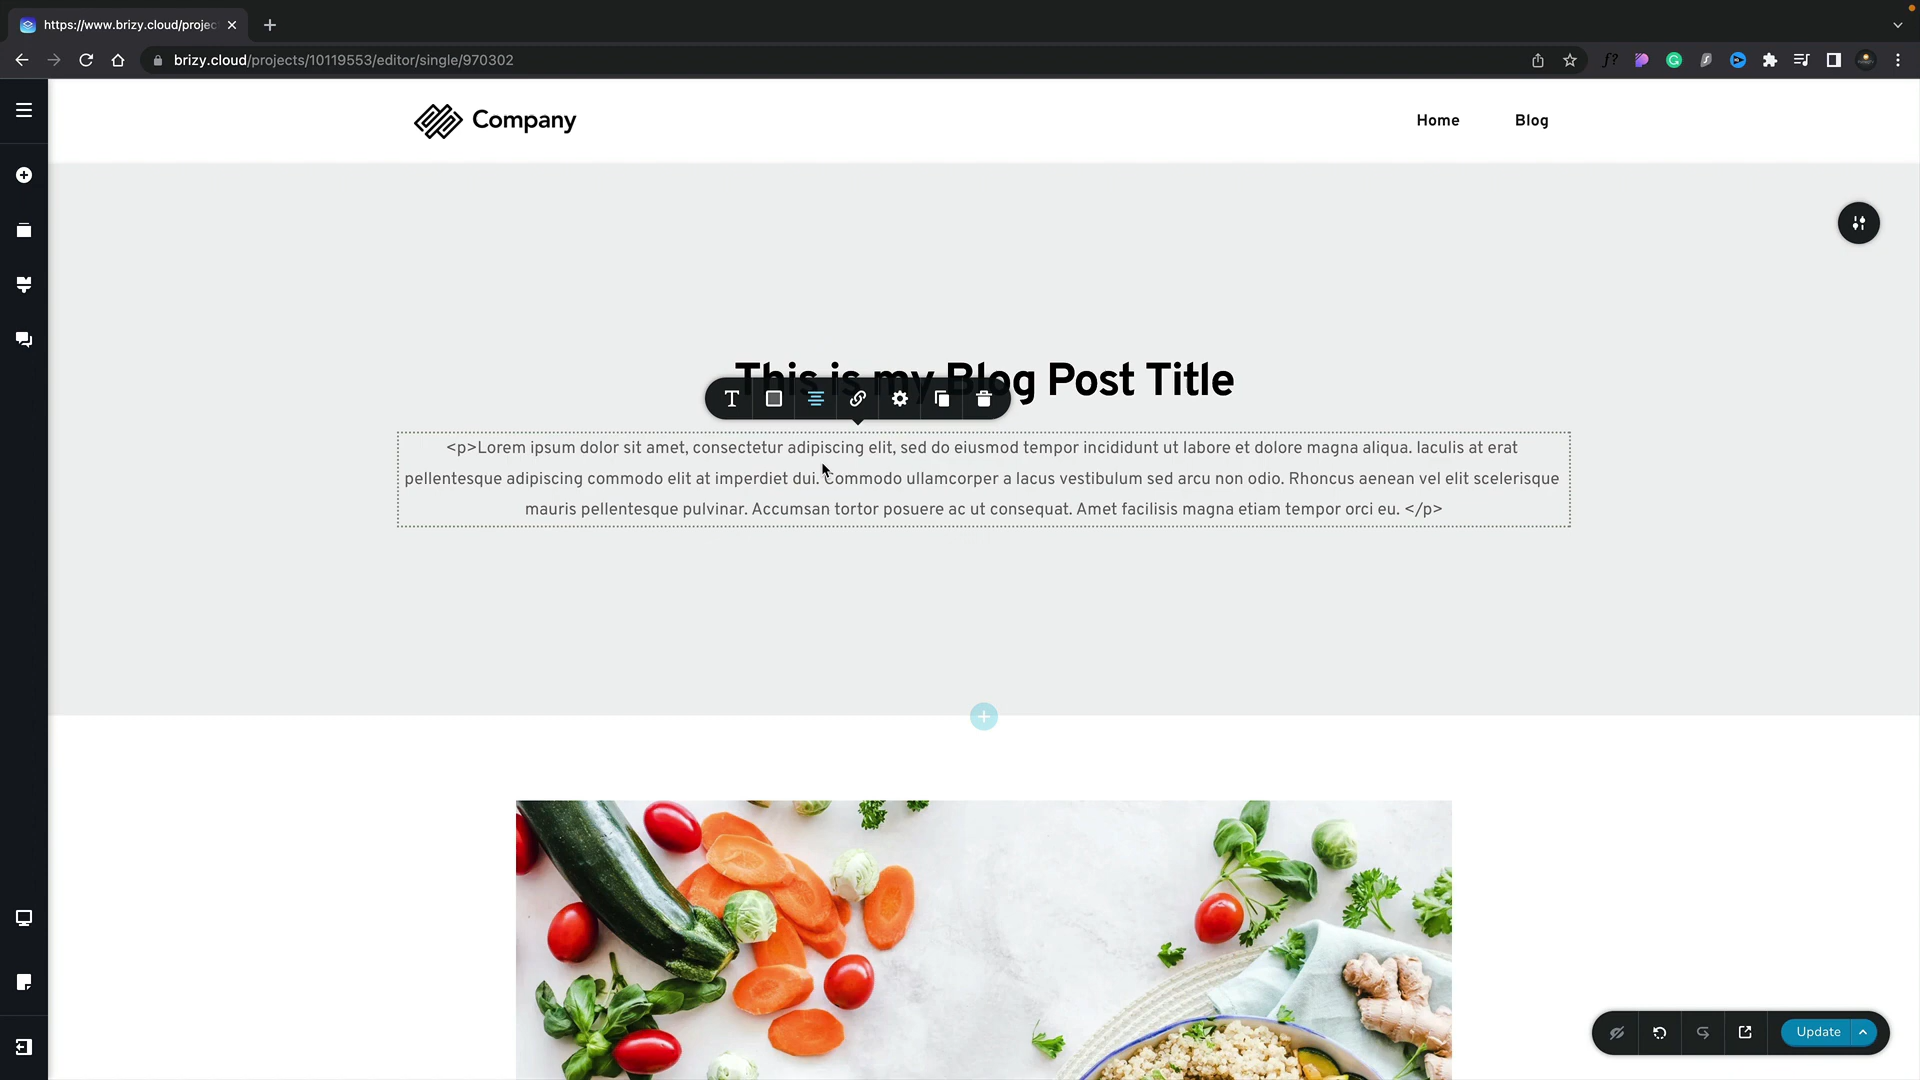 https://www.brizy.cloud/projec
brizy.cloud/projects/10119553/editor/single/970302
Company
Home
Blog
This is my Blog Post Title
<p>Lorem ipsum dolor sit amet, consectetur adipiscing elit, sed do eiusmod tempor incididunt ut labore et dolore magna aliqua. Iaculis at erat
pellentesque adipiscing commodo elit at imperdiet dui. Commodo ullamcorper a lacus vestibulum sed arcu non odio. Rhoncus aenean vel elit scelerisque
mauris pellentesque pulvinar. Accumsan tortor posuere ac ut consequat. Amet facilisis magna etiam tempor orci eu. </p>
Update